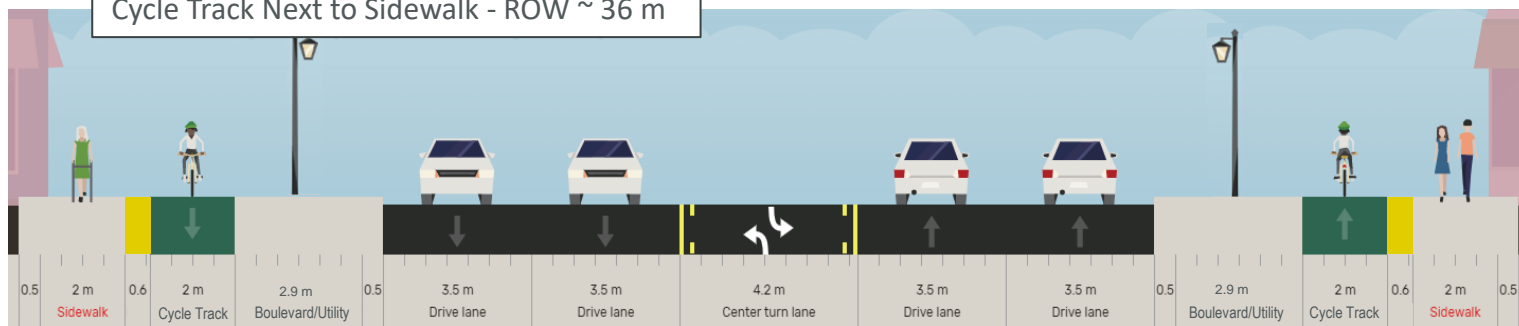 Cycle Track Next to Sidewalk - ROW ~ 36 m
0.5 2 m 0.6 2 m 2.9 m 0.5 3.5 m 3.5 m 4.2 m 3.5 m 3.5 m 0.5 2.9 m 2 m 0.6 2 m 0.5
Sidewalk Cycle Track Boulevard/Utility Drive lane Drive lane Center turn lane Drive lane Drive lane Boulevard/Utility Cycle Track Sidewalk